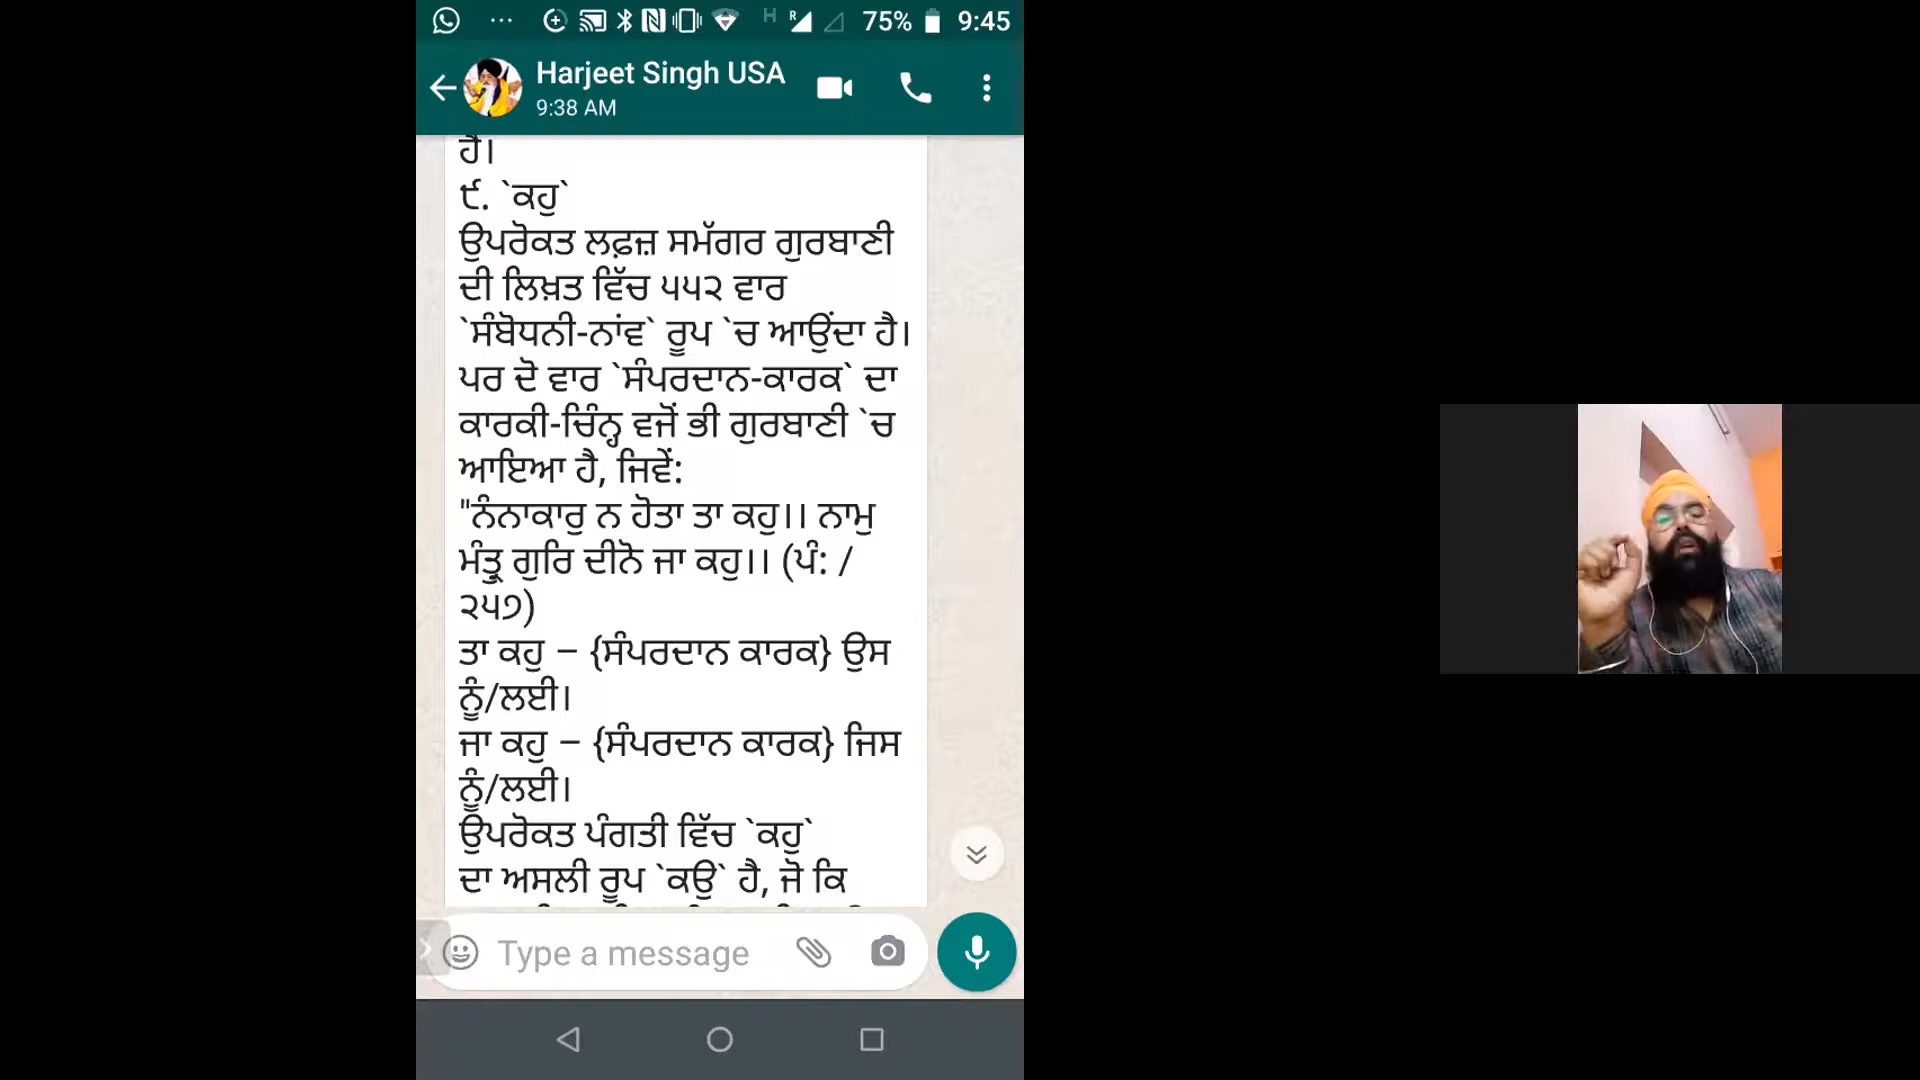 75% 9:45
Harjeet Singh USA
9:38 AM
ਹੈ।
੯. `ਕਹੁ`
ਉਪਰੋਕਤ ਲਫ਼ਜ਼ ਸਮੱਗਰ ਗੁਰਬਾਣੀ
ਦੀ ਲਿਖ਼ਤ ਵਿੱਚ ੫੫੨ ਵਾਰ
`ਸੰਬੋਧਨੀ-ਨਾਂਵ` ਰੂਪ `ਚ ਆਉਂਦਾ ਹੈ।
ਪਰ ਦੋ ਵਾਰ `ਸੰਪਰਦਾਨ-ਕਾਰਕ` ਦਾ
ਕਾਰਕੀ-ਚਿੰਨ੍ਹ ਵਜੋਂ ਭੀ ਗੁਰਬਾਣੀ `ਚ
ਆਇਆ ਹੈ, ਜਿਵੇਂ:
"ਨੰਨਾਕਾਰੁ ਨ ਹੋਤਾ ਤਾ ਕਹੁ।। ਨਾਮੁ
ਮੰਤ੍ਰੁ ਗੁਰਿ ਦੀਨੋ ਜਾ ਕਹੁ।। (ਪੰ: /
੨੫੭)
ਤਾ ਕਹੁ – {ਸੰਪਰਦਾਨ ਕਾਰਕ} ਉਸ
ਨੂੰ/ਲਈ।
ਜਾ ਕਹੁ – {ਸੰਪਰਦਾਨ ਕਾਰਕ} ਜਿਸ
ਨੂੰ/ਲਈ।
ਉਪਰੋਕਤ ਪੰਗਤੀ ਵਿੱਚ `ਕਹੁ`
ਦਾ ਅਸਲੀ ਰੂਪ `ਕਉ` ਹੈ, ਜੋ ਕਿ
Type a message